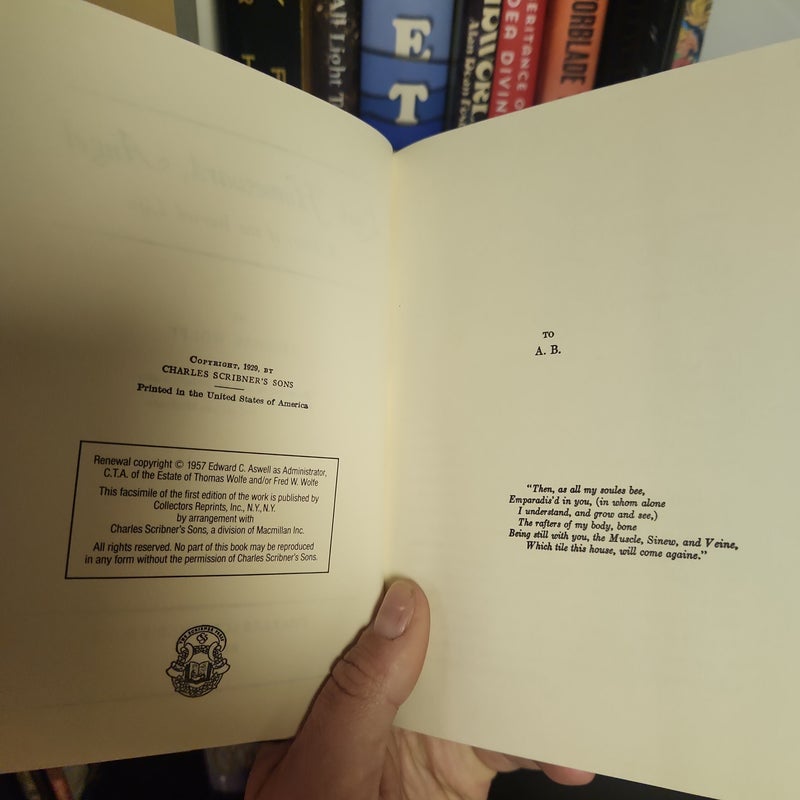 ET
COPYRIGHT, 1929, BY
CHARLES SCRIBNER'S SONS
Printed in the United States of America
Renewal copyright © 1957 Edward C. Aswell as Administrator,
C.T.A. of the Estate of Thomas Wolfe and/or Fred W. Wolfe
This facsimile of the first edition of the work is published by
Collectors Reprints, Inc., N.Y., N.Y.
by arrangement with
Charles Scribner's Sons, a division of Macmillan Inc.
All rights reserved. No part of this book may be reproduced
in any form without the permission of Charles Scribner's Sons.
TO
A. B.
"Then, as all my soules bee,
Emparadis'd in you, (in whom alone
I understand, and grow and see,)
The rafters of my body, bone
Being still with you, the Muscle, Sinew, and Veine,
Which tile this house, will come againe."